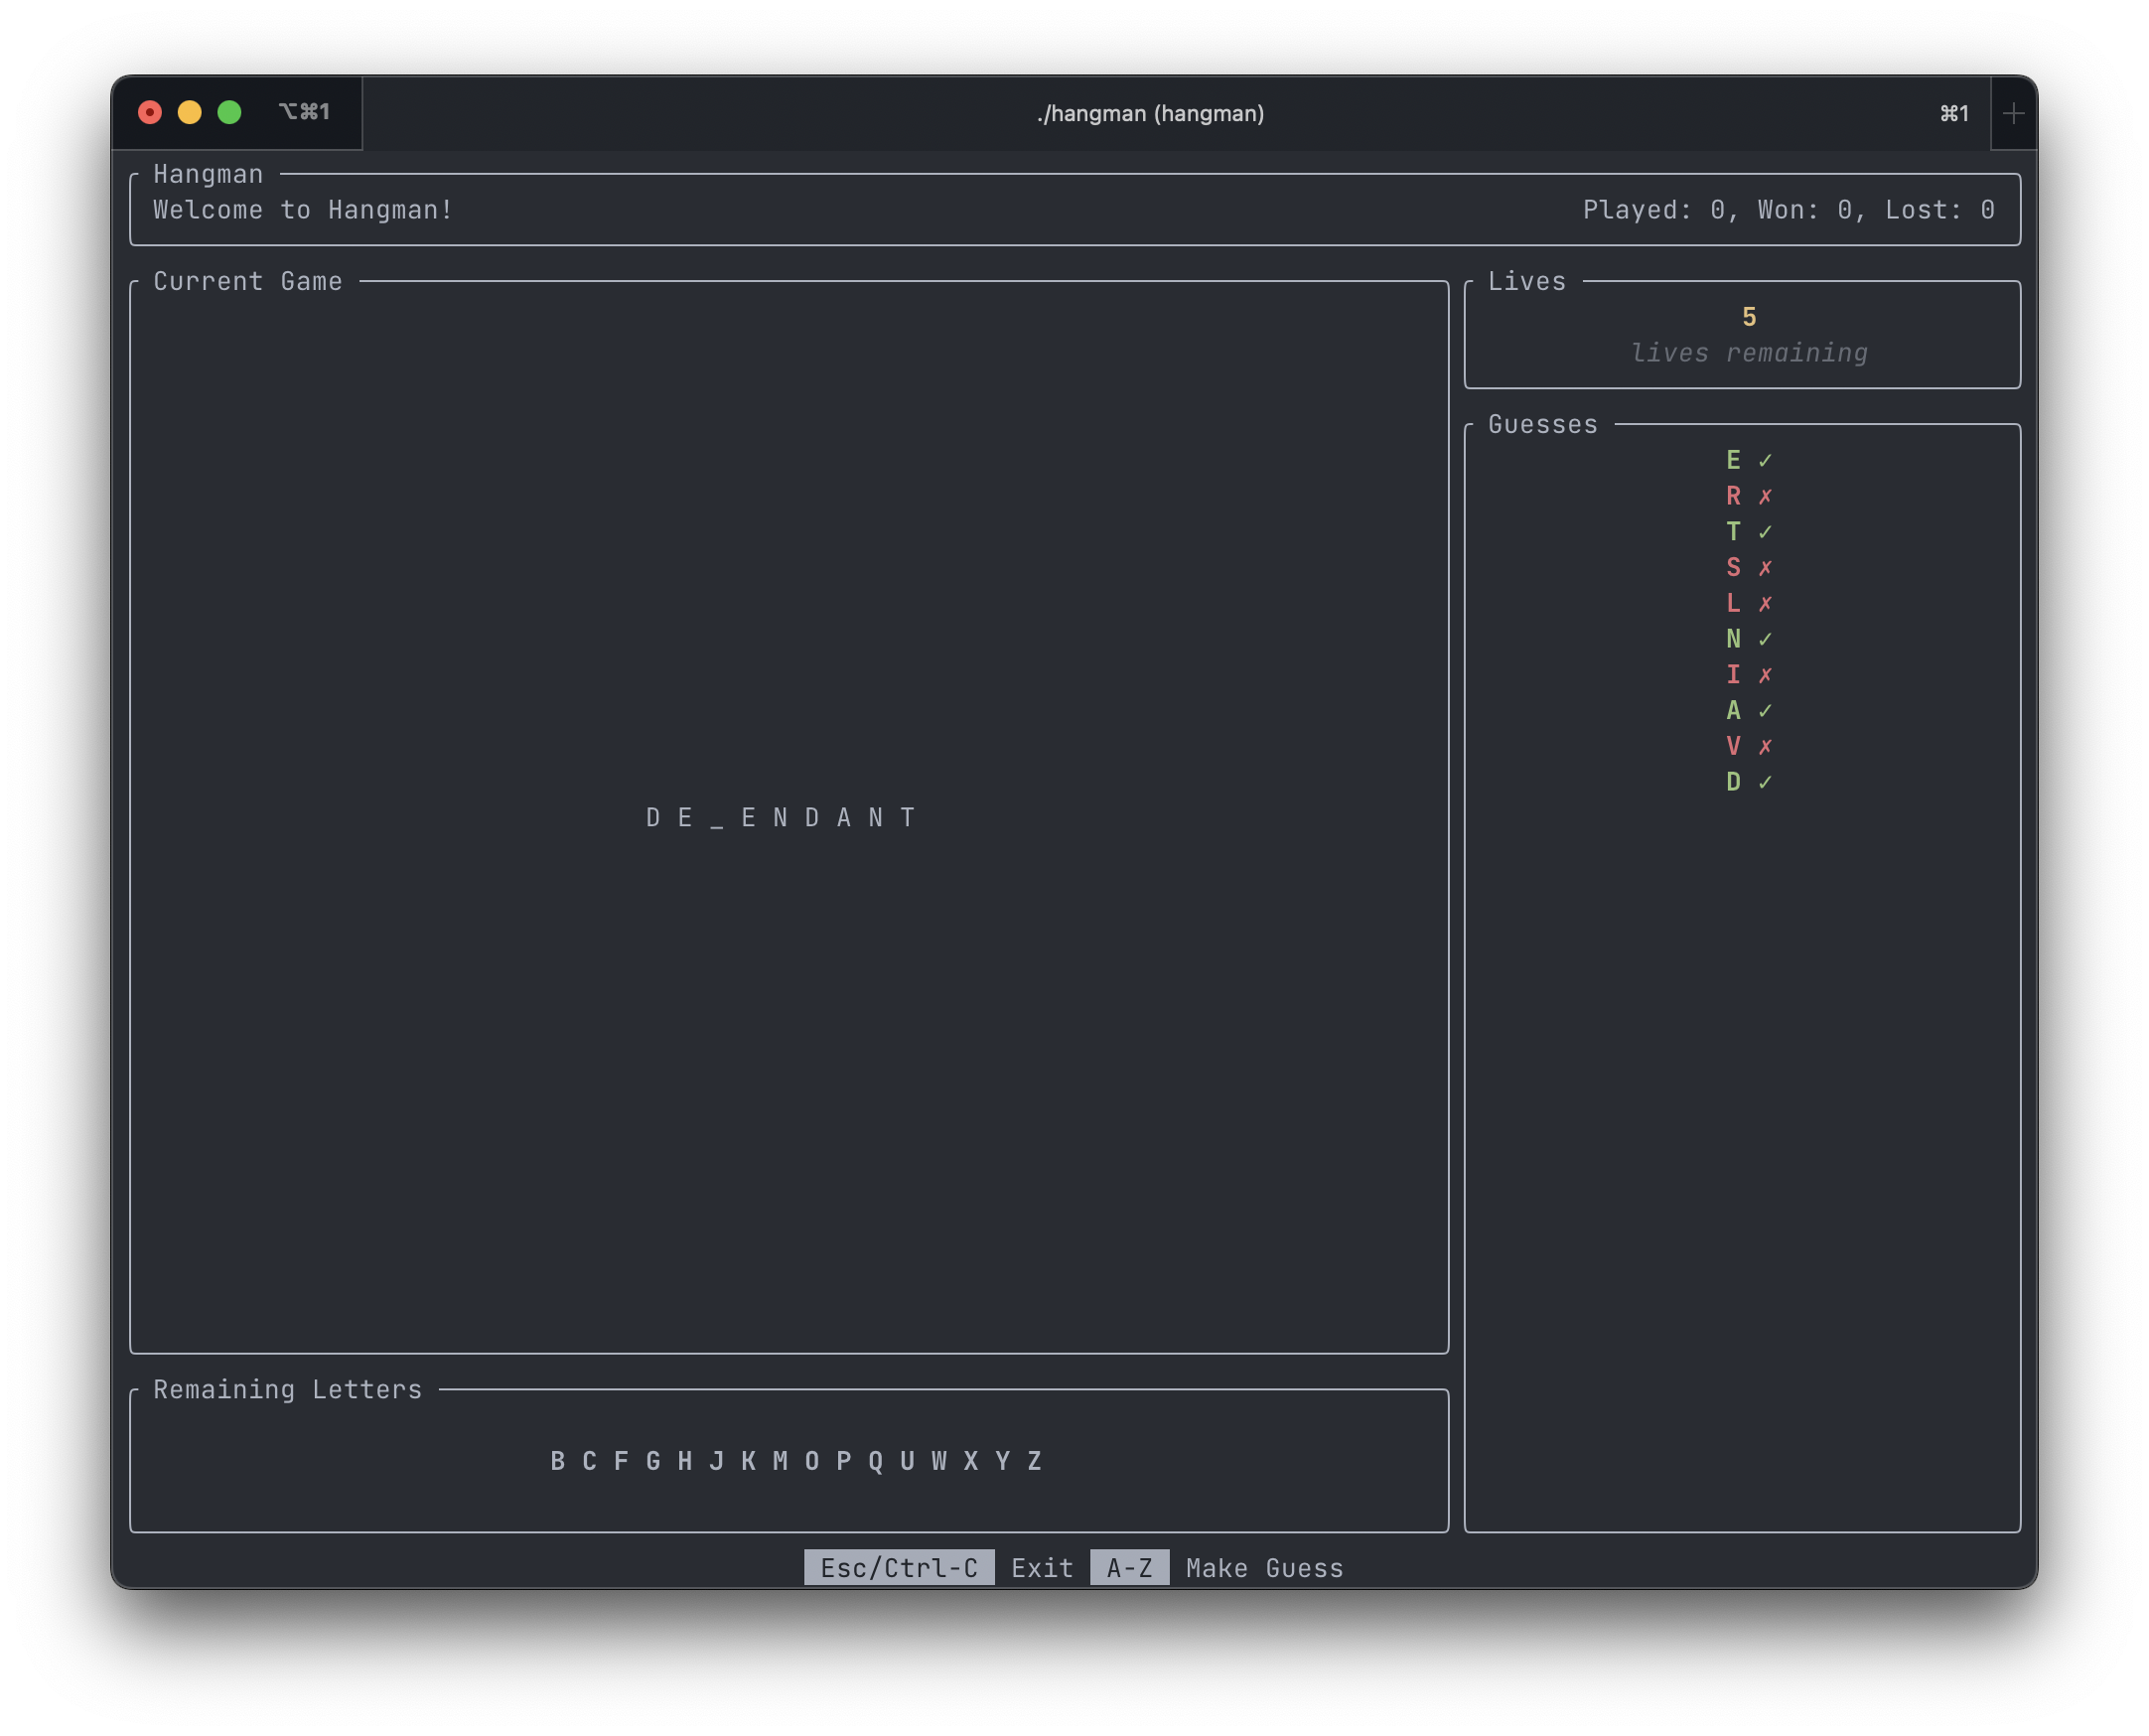 ⌥⌘1 ./hangman (hangman) ⌘1 +
Hangman
Welcome to Hangman! Played: 0, Won: 0, Lost: 0
Current Game
D E _ E N D A N T
Lives
5
lives remaining
Guesses
E ✓
R ✗
T ✓
S ✗
L ✗
N ✓
I ✗
A ✓
V ✗
D ✓
Remaining Letters
B C F G H J K M O P Q U W X Y Z
Esc/Ctrl-C Exit A-Z Make Guess